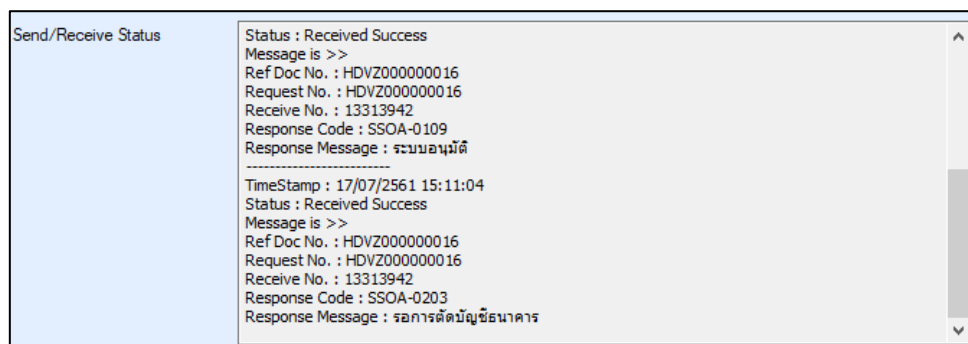 Send/Receive Status
Status : Received Success
Message is >>
Ref Doc No. : HDVZ000000016
Request No. : HDVZ000000016
Receive No. : 13313942
Response Code : SSOA-0109
Response Message : ระบบอนุมัติ
-------------------------
TimeStamp : 17/07/2561 15:11:04
Status : Received Success
Message is >>
Ref Doc No. : HDVZ000000016
Request No. : HDVZ000000016
Receive No. : 13313942
Response Code : SSOA-0203
Response Message : รอการตัดบัญชีธนาคาร